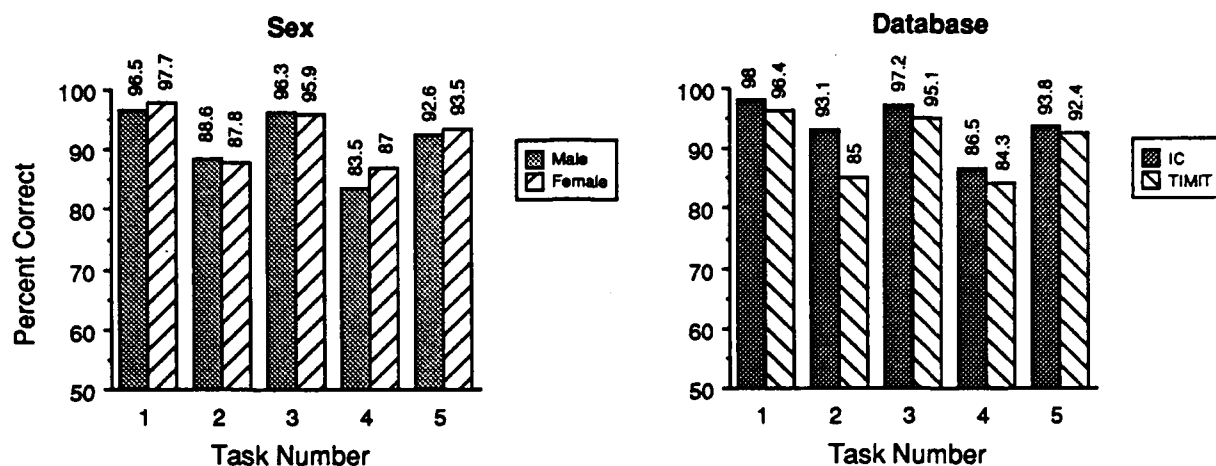 Sex
96.5
97.7
88.6
87.8
96.3
95.9
83.5
87
92.6
93.5
100
90
80
70
60
50
Percent Correct
1 2 3 4 5
Task Number
Male
Female
Database
98
96.4
93.1
85
97.2
95.1
86.5
84.3
93.8
92.4
100
90
80
70
60
50
1 2 3 4 5
Task Number
IC
TIMIT